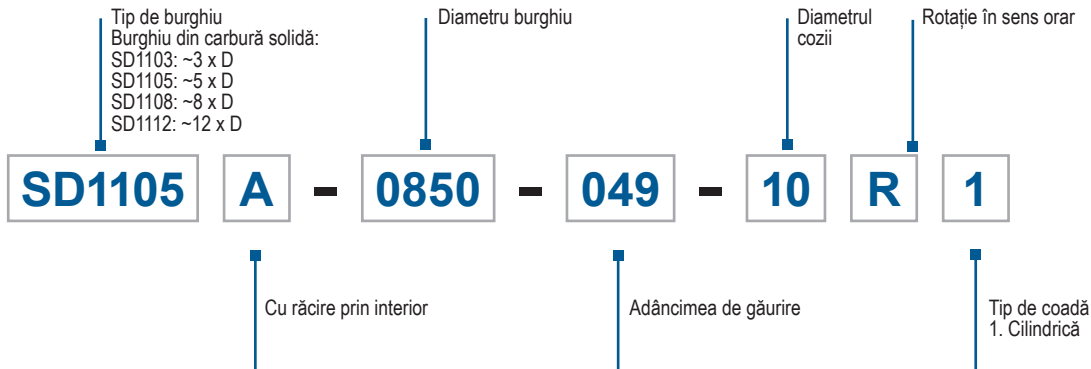 Tip de burghiu
Burghiu din carbură solidă:
SD1103: ~3 x D
SD1105: ~5 x D
SD1108: ~8 x D
SD1112: ~12 x D
Diametru burghiu
Diametrul
cozii
Rotație în sens orar
SD1105 A - 0850 - 049 - 10 R 1
Cu răcire prin interior
Adâncimea de găurire
Tip de coadă
1. Cilindrică